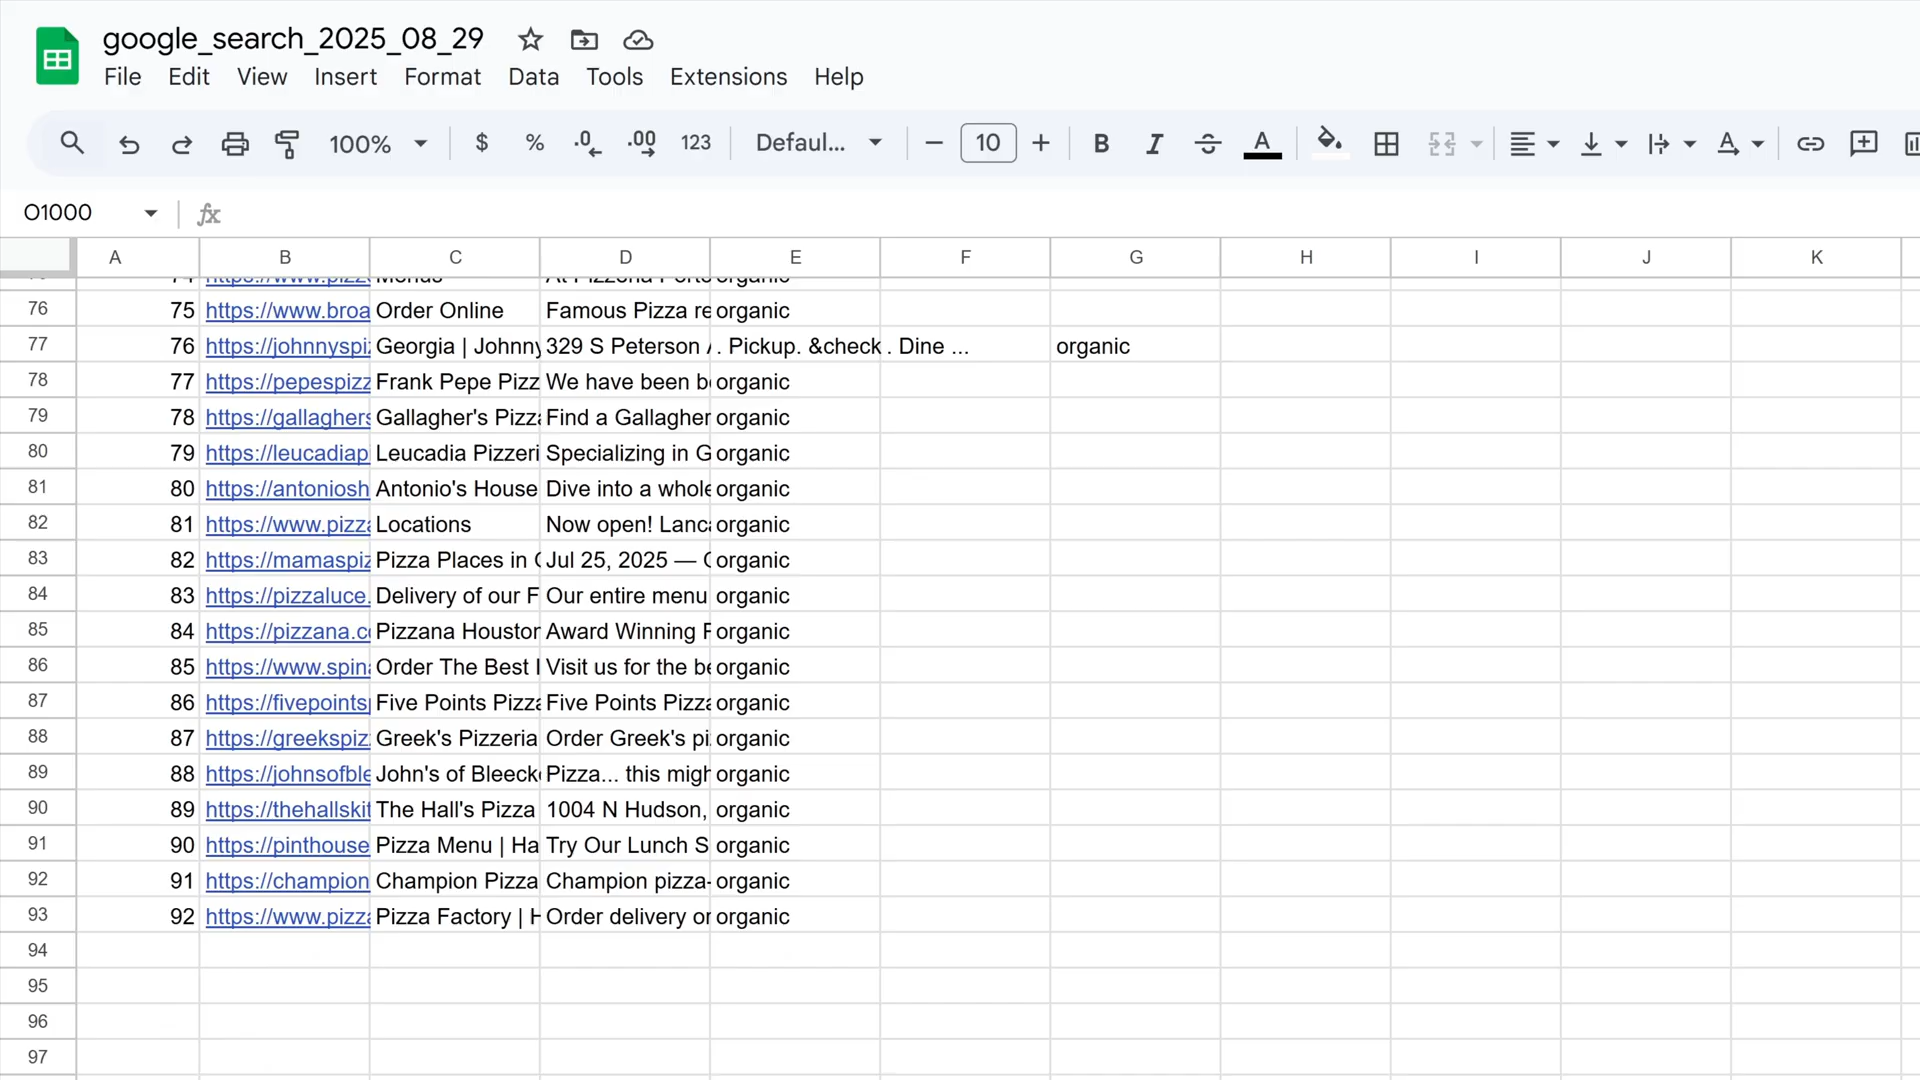 google_search_2025_08_29
File Edit View Insert Format Data Tools Extensions Help
100% $ % .0 .00 123 Defaul... 10 B I A A
O1000 fx
A B C D E F G H I J K
76 75 https://www.broa Order Online Famous Pizza re organic
77 76 https://johnnyspi Georgia | Johnny 329 S Peterson . Pickup. &check . Dine ... organic
78 77 https://pepespizz Frank Pepe Pizz We have been b organic
79 78 https://gallaghers Gallagher's Pizza Find a Gallagher organic
80 79 https://leucadiap Leucadia Pizzeri Specializing in G organic
81 80 https://antoniosh Antonio's House Dive into a whole organic
82 81 https://www.pizza Locations Now open! Lanca organic
83 82 https://mamaspiz Pizza Places in Jul 25, 2025 — organic
84 83 https://pizzaluce. Delivery of our F Our entire menu organic
85 84 https://pizzana.co Pizzana Houston Award Winning organic
86 85 https://www.spina Order The Best Visit us for the be organic
87 86 https://fivepoints Five Points Pizza Five Points Pizza organic
88 87 https://greekspiz Greek's Pizzeria Order Greek's pi organic
89 88 https://johnsofble John's of Bleeck Pizza... this migh organic
90 89 https://thehallskit The Hall's Pizza 1004 N Hudson, organic
91 90 https://pinthouse Pizza Menu | Ha Try Our Lunch S organic
92 91 https://champion Champion Pizza Champion pizza- organic
93 92 https://www.pizza Pizza Factory | H Order delivery or organic
94
95
96
97